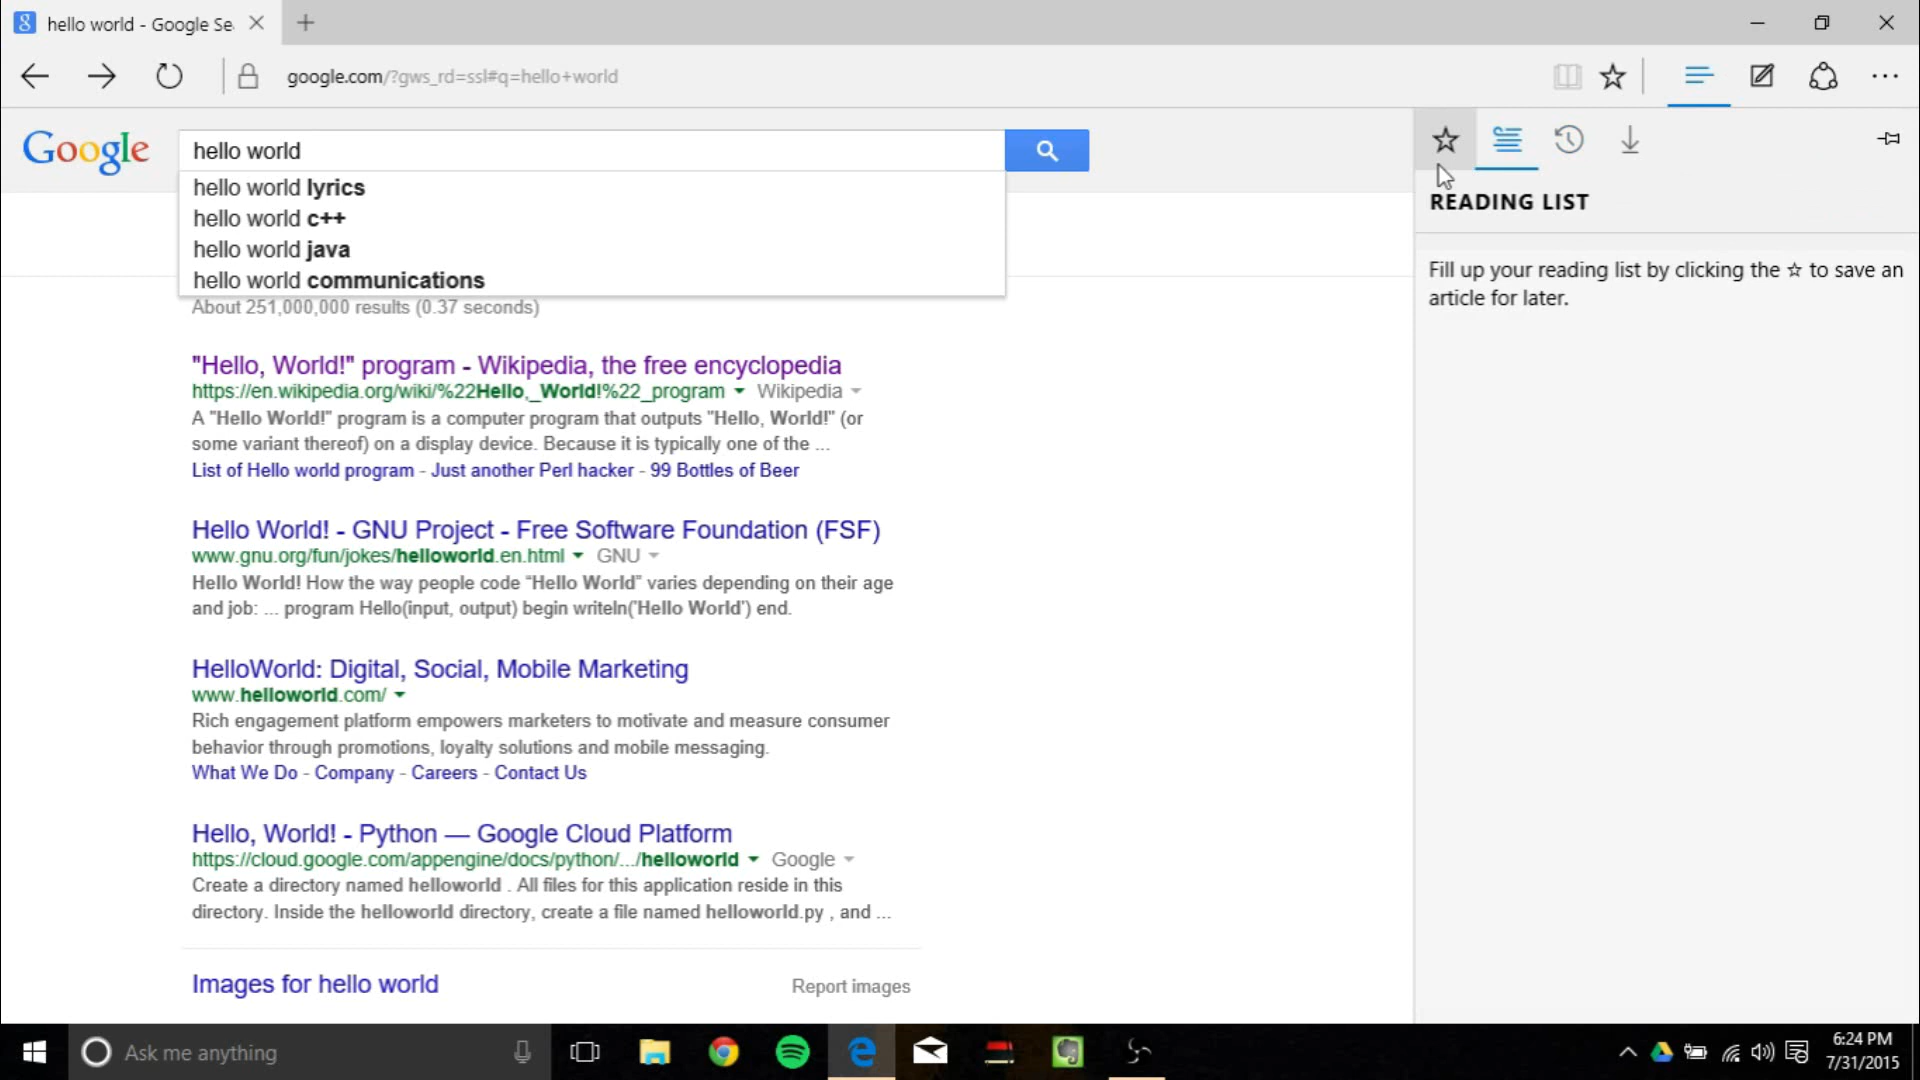 hello world - Google Se
google.com/?gws_rd=ssl#q=hello+world
Google
hello world
hello world lyrics
hello world c++
hello world java
hello world communications
About 251,000,000 results (0.37 seconds)
"Hello, World!" program - Wikipedia, the free encyclopedia
https://en.wikipedia.org/wiki/%22Hello,_World!%22_program Wikipedia
A "Hello World!" program is a computer program that outputs "Hello, World!" (or
some variant thereof) on a display device. Because it is typically one of the ...
List of Hello world program - Just another Perl hacker - 99 Bottles of Beer
Hello World! - GNU Project - Free Software Foundation (FSF)
www.gnu.org/fun/jokes/helloworld.en.html GNU
Hello World! How the way people code “Hello World” varies depending on their age
and job: ... program Hello(input, output) begin writeln('Hello World') end.
HelloWorld: Digital, Social, Mobile Marketing
www.helloworld.com/
Rich engagement platform empowers marketers to motivate and measure consumer
behavior through promotions, loyalty solutions and mobile messaging.
What We Do - Company - Careers - Contact Us
Hello, World! - Python — Google Cloud Platform
https://cloud.google.com/appengine/docs/python/.../helloworld Google
Create a directory named helloworld . All files for this application reside in this
directory. Inside the helloworld directory, create a file named helloworld.py , and ...
Images for hello world
Report images
READING LIST
Fill up your reading list by clicking the ☆ to save an
article for later.
Ask me anything
6:24 PM
7/31/2015